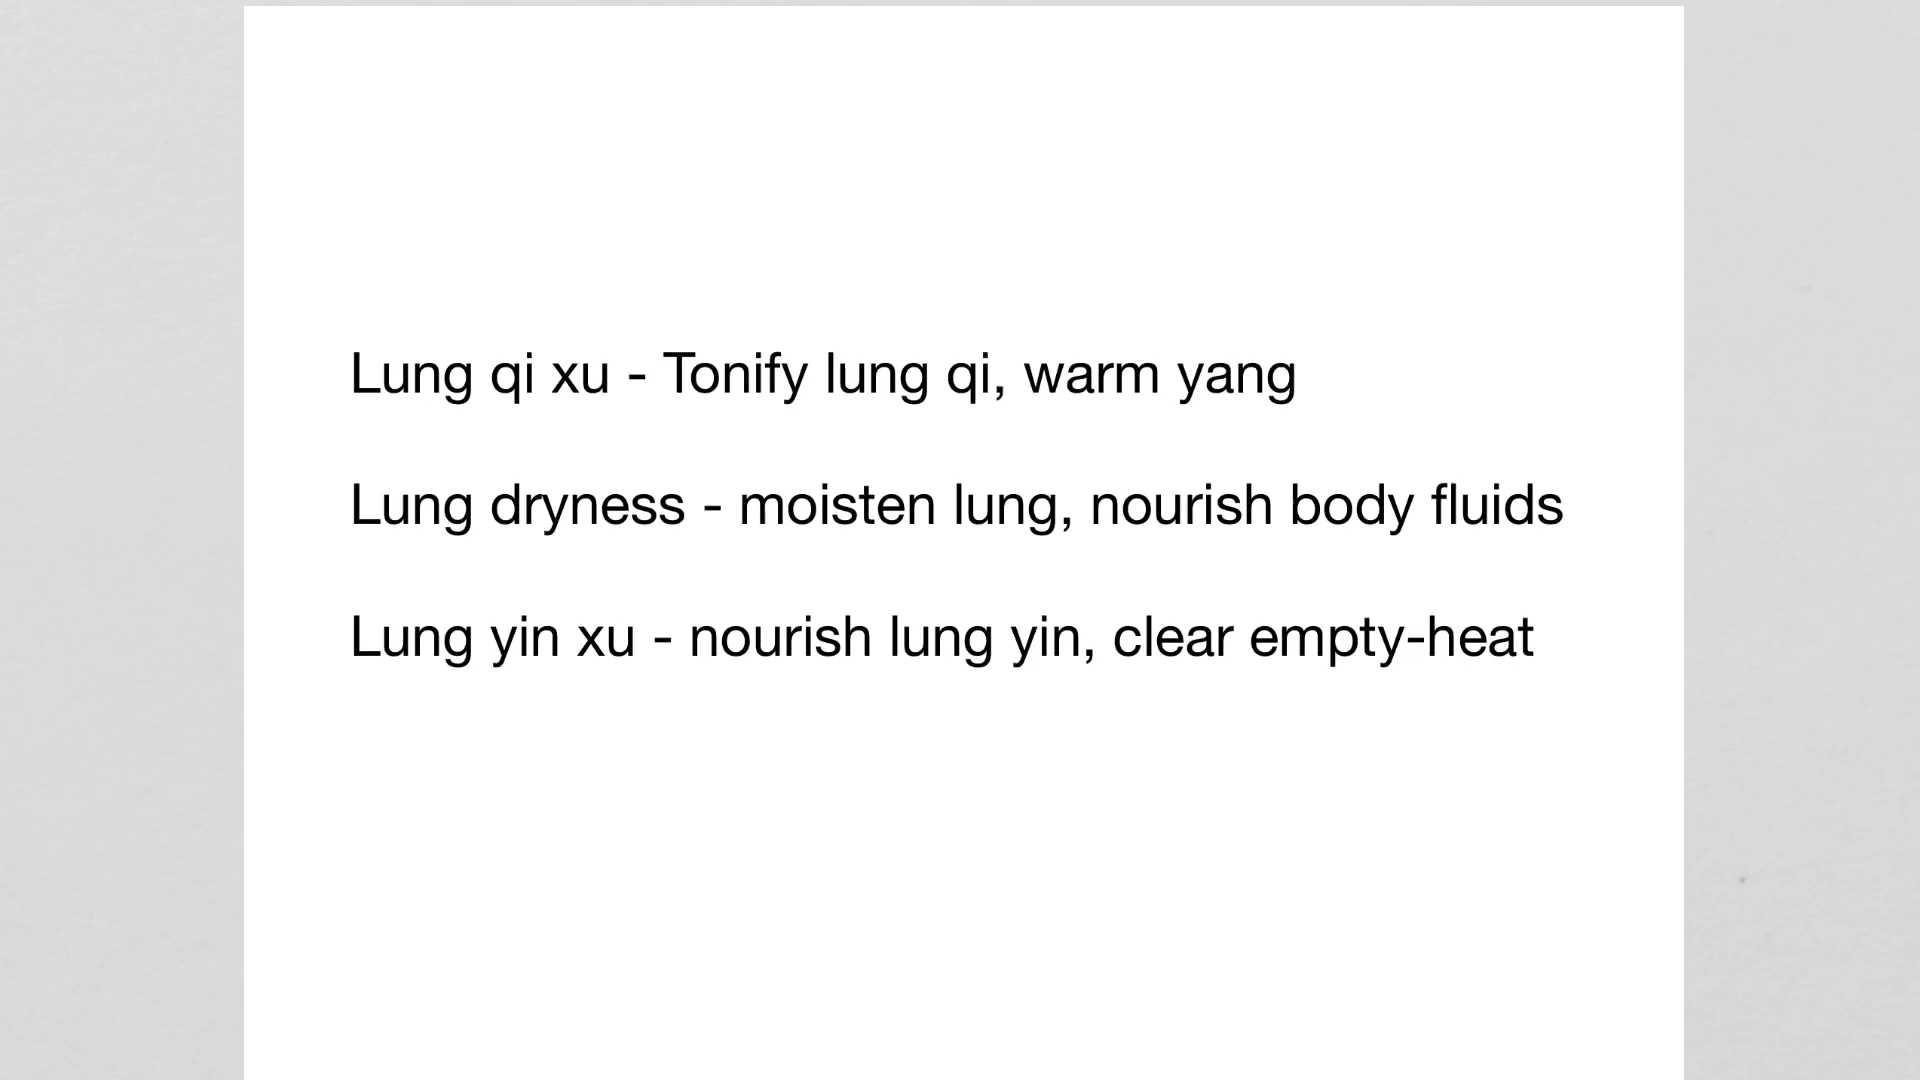 Lung qi xu - Tonify lung qi, warm yang
Lung dryness - moisten lung, nourish body fluids
Lung yin xu - nourish lung yin, clear empty-heat